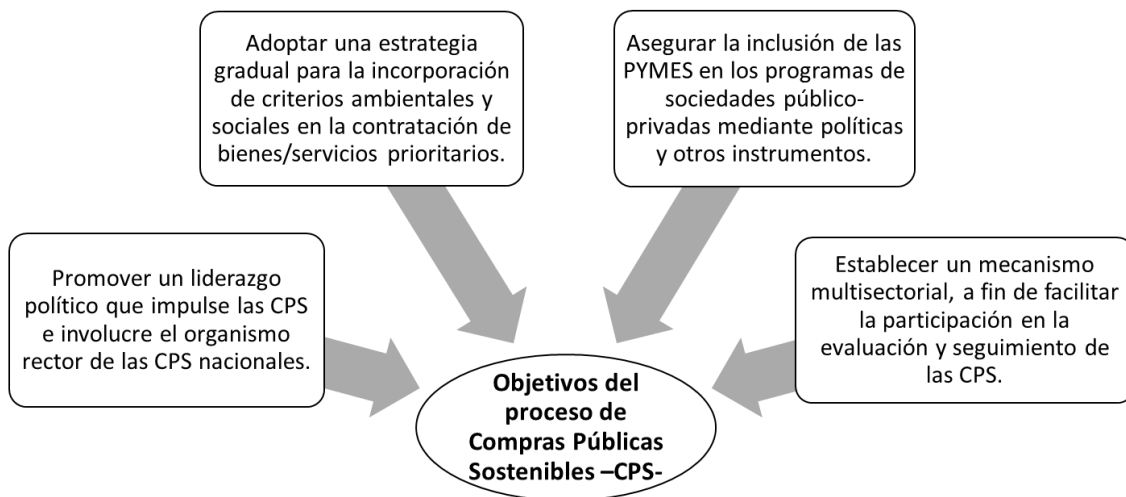 Adoptar una estrategia
gradual para la incorporación
de criterios ambientales y
sociales en la contratación de
bienes/servicios prioritarios.
Asegurar la inclusión de las
PYMES en los programas de
sociedades público-
privadas mediante políticas
y otros instrumentos.
Promover un liderazgo
político que impulse las CPS
e involucre el organismo
rector de las CPS nacionales.
Establecer un mecanismo
multisectorial, a fin de facilitar
la participación en la
evaluación y seguimiento de
las CPS.
Objetivos del
proceso de
Compras Públicas
Sostenibles –CPS-